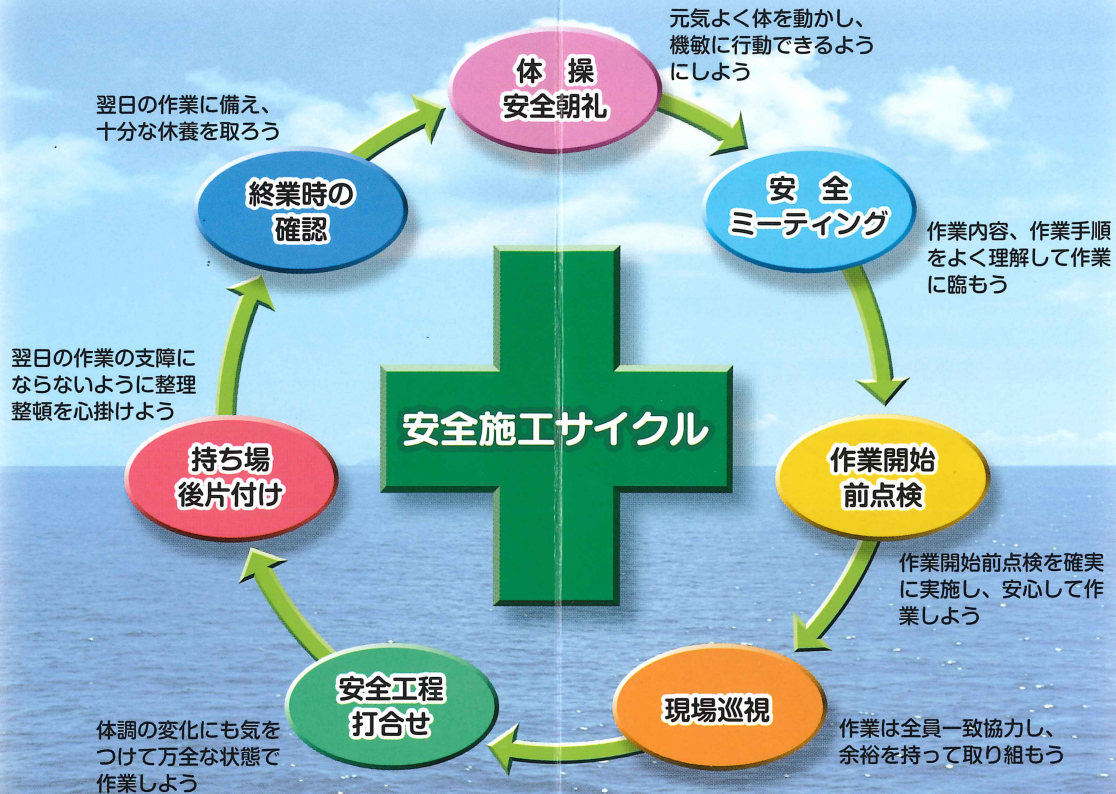 体 操
安全朝礼
元気よく体を動かし、
機敏に行動できるよう
にしよう
安 全
ミーティング
作業内容、作業手順
をよく理解して作業
に臨もう
作業開始
前点検
作業開始前点検を確実
に実施し、安心して作
業しよう
現場巡視
作業は全員一致協力し、
余裕を持って取り組もう
安全工程
打合せ
体調の変化にも気を
つけて万全な状態で
作業しよう
持ち場
後片付け
翌日の作業の支障に
ならないように整理
整頓を心掛けよう
終業時の
確認
翌日の作業に備え、
十分な休養を取ろう
安全施工サイクル